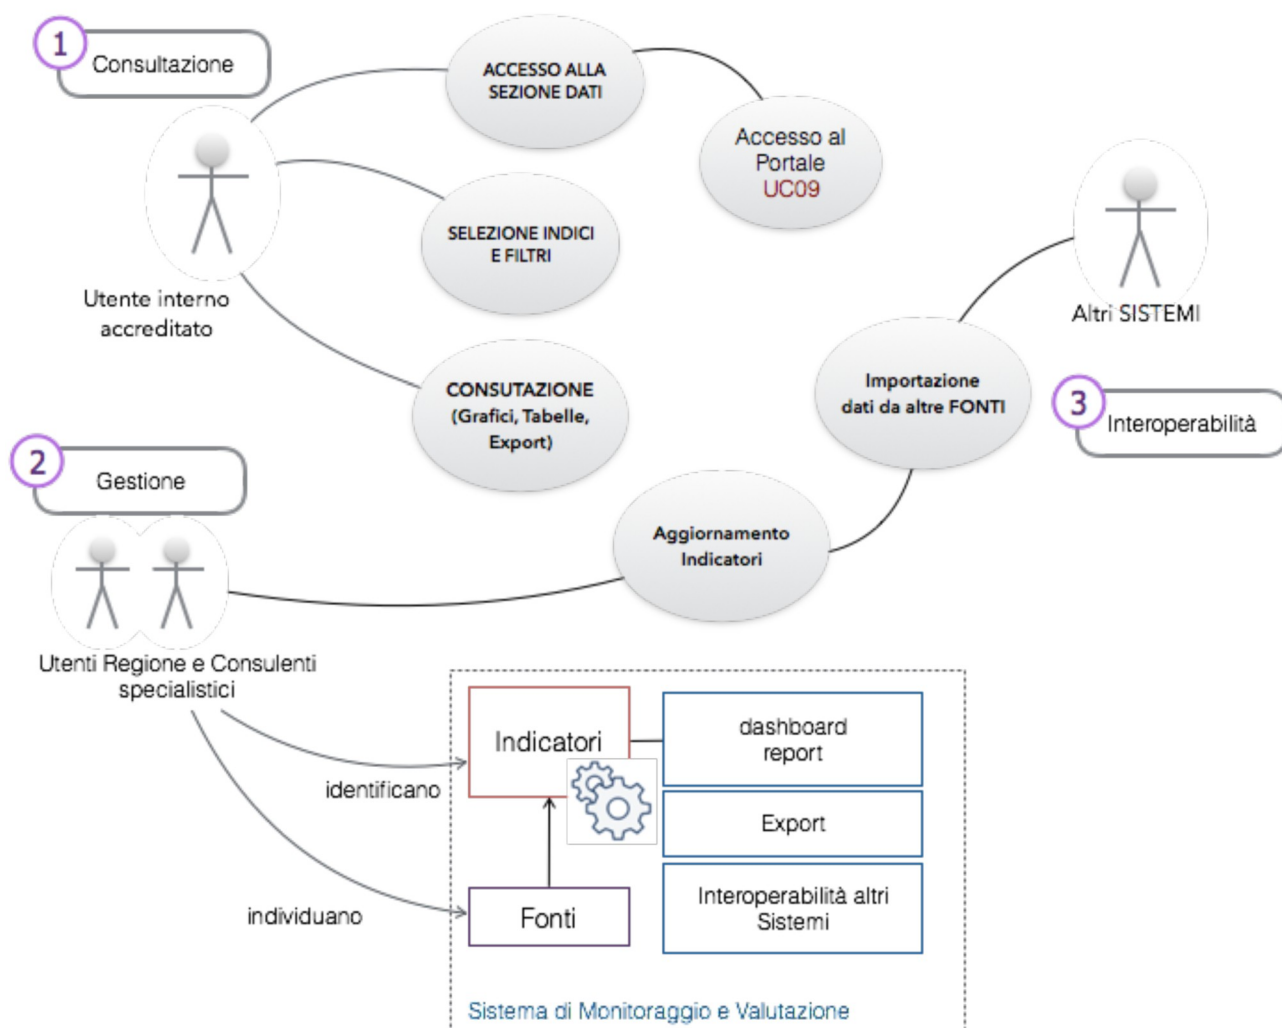 1
Consultazione
ACCESSO ALLA
SEZIONE DATI
Accesso al
Portale
UC09
SELEZIONE INDICI
E FILTRI
Utente interno
accreditato
CONSUTAZIONE
(Grafici, Tabelle,
Export)
Altri SISTEMI
Importazione
dati da altre FONTI
3
Interoperabilità
2
Gestione
Aggiornamento
Indicatori
Utenti Regione e Consulenti
specialistici
identificano
individuano
Indicatori
Fonti
dashboard
report
Export
Interoperabilità altri
Sistemi
Sistema di Monitoraggio e Valutazione